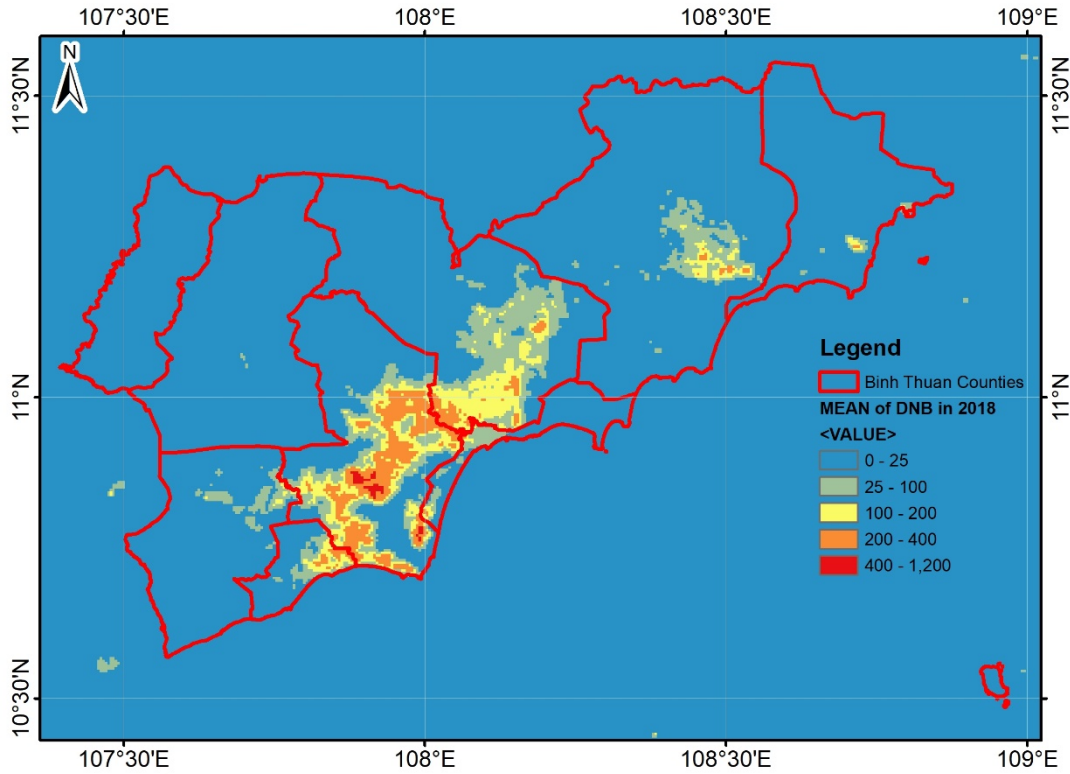 107°30'E 108°E 108°30'E 109°E
N
11°30'N 11°30'N
11°N 11°N
10°30'N 10°30'N
Legend
Binh Thuan Counties
MEAN of DNB in 2018
<VALUE>
0 - 25
25 - 100
100 - 200
200 - 400
400 - 1,200
107°30'E 108°E 108°30'E 109°E